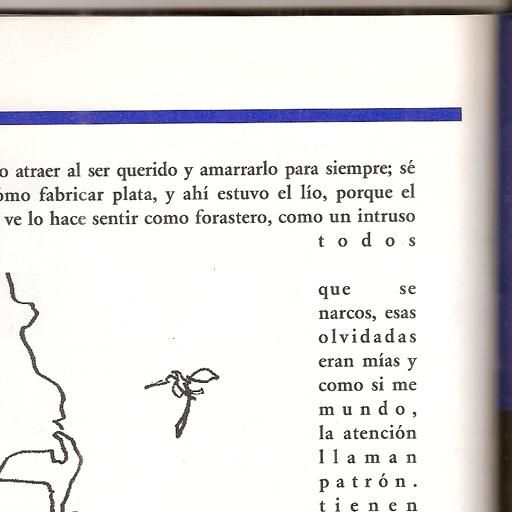 o atraer al ser querido y amarrarlo para siempre; sé
ómo fabricar plata, y ahí estuvo el lío, porque el
ve lo hace sentir como forastero, como un intruso
todos
que se
narcos, esas
olvidadas
eran mías y
como si me
mundo,
la atención
llaman
patrón.
tienen